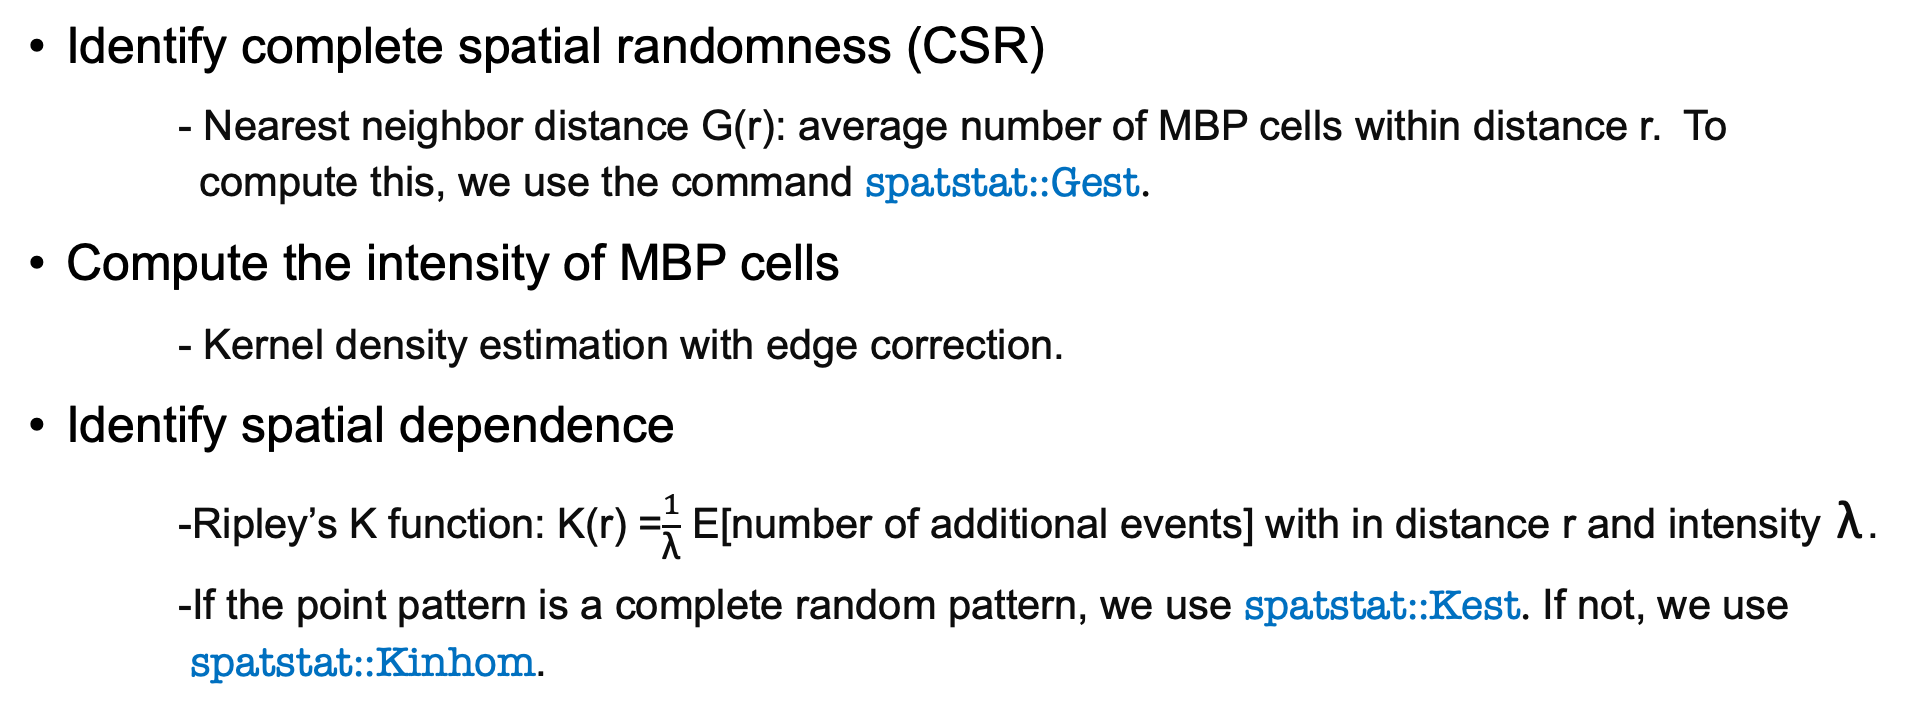 • Identify complete spatial randomness (CSR)
- Nearest neighbor distance G(r): average number of MBP cells within distance r.  To
compute this, we use the command spatstat::Gest.
• Compute the intensity of MBP cells
- Kernel density estimation with edge correction.
• Identify spatial dependence
-Ripley’s K function: K(r) =1/λ E[number of additional events] with in distance r and intensity λ.
-If the point pattern is a complete random pattern, we use spatstat::Kest. If not, we use
spatstat::Kinhom.